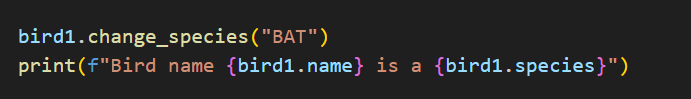 bird1.change_species("BAT")
print(f"Bird name {bird1.name} is a {bird1.species}")